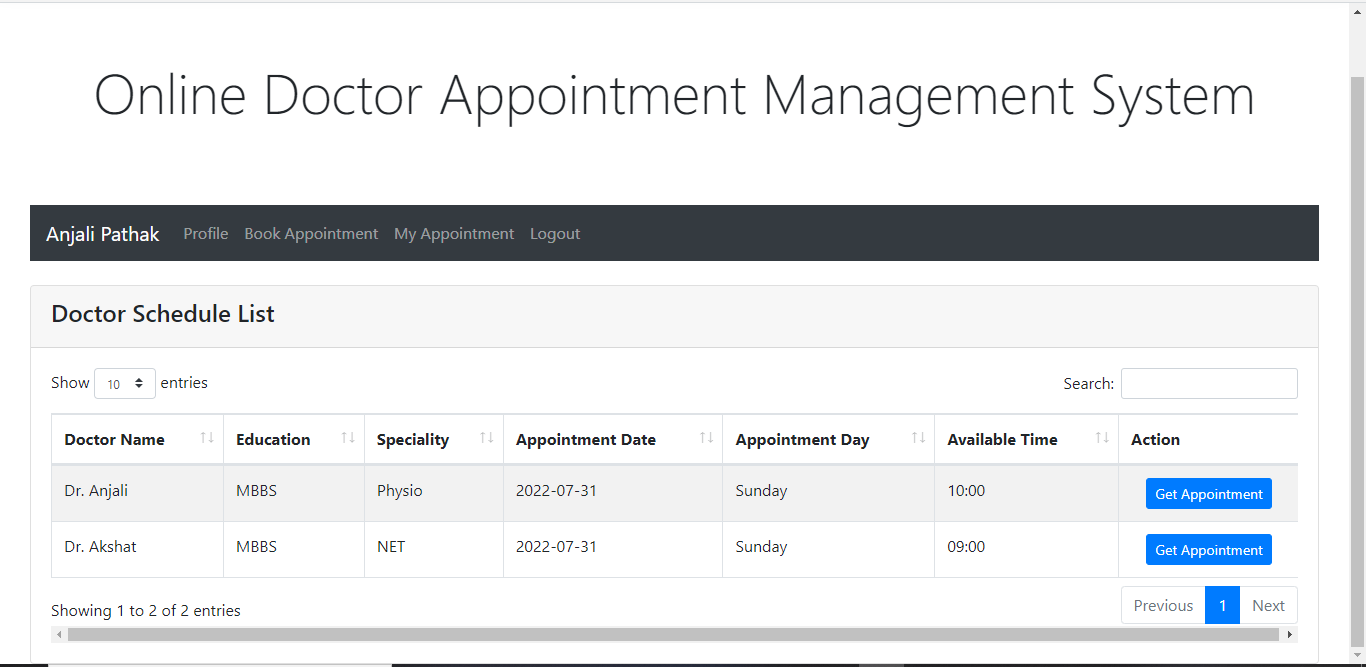 Online Doctor Appointment Management System
Anjali Pathak Profile Book Appointment My Appointment Logout
Doctor Schedule List
Show 10 entries Search:
Doctor Name Education Speciality Appointment Date Appointment Day Available Time Action
Dr. Anjali MBBS Physio 2022-07-31 Sunday 10:00 Get Appointment
Dr. Akshat MBBS NET 2022-07-31 Sunday 09:00 Get Appointment
Showing 1 to 2 of 2 entries Previous 1 Next